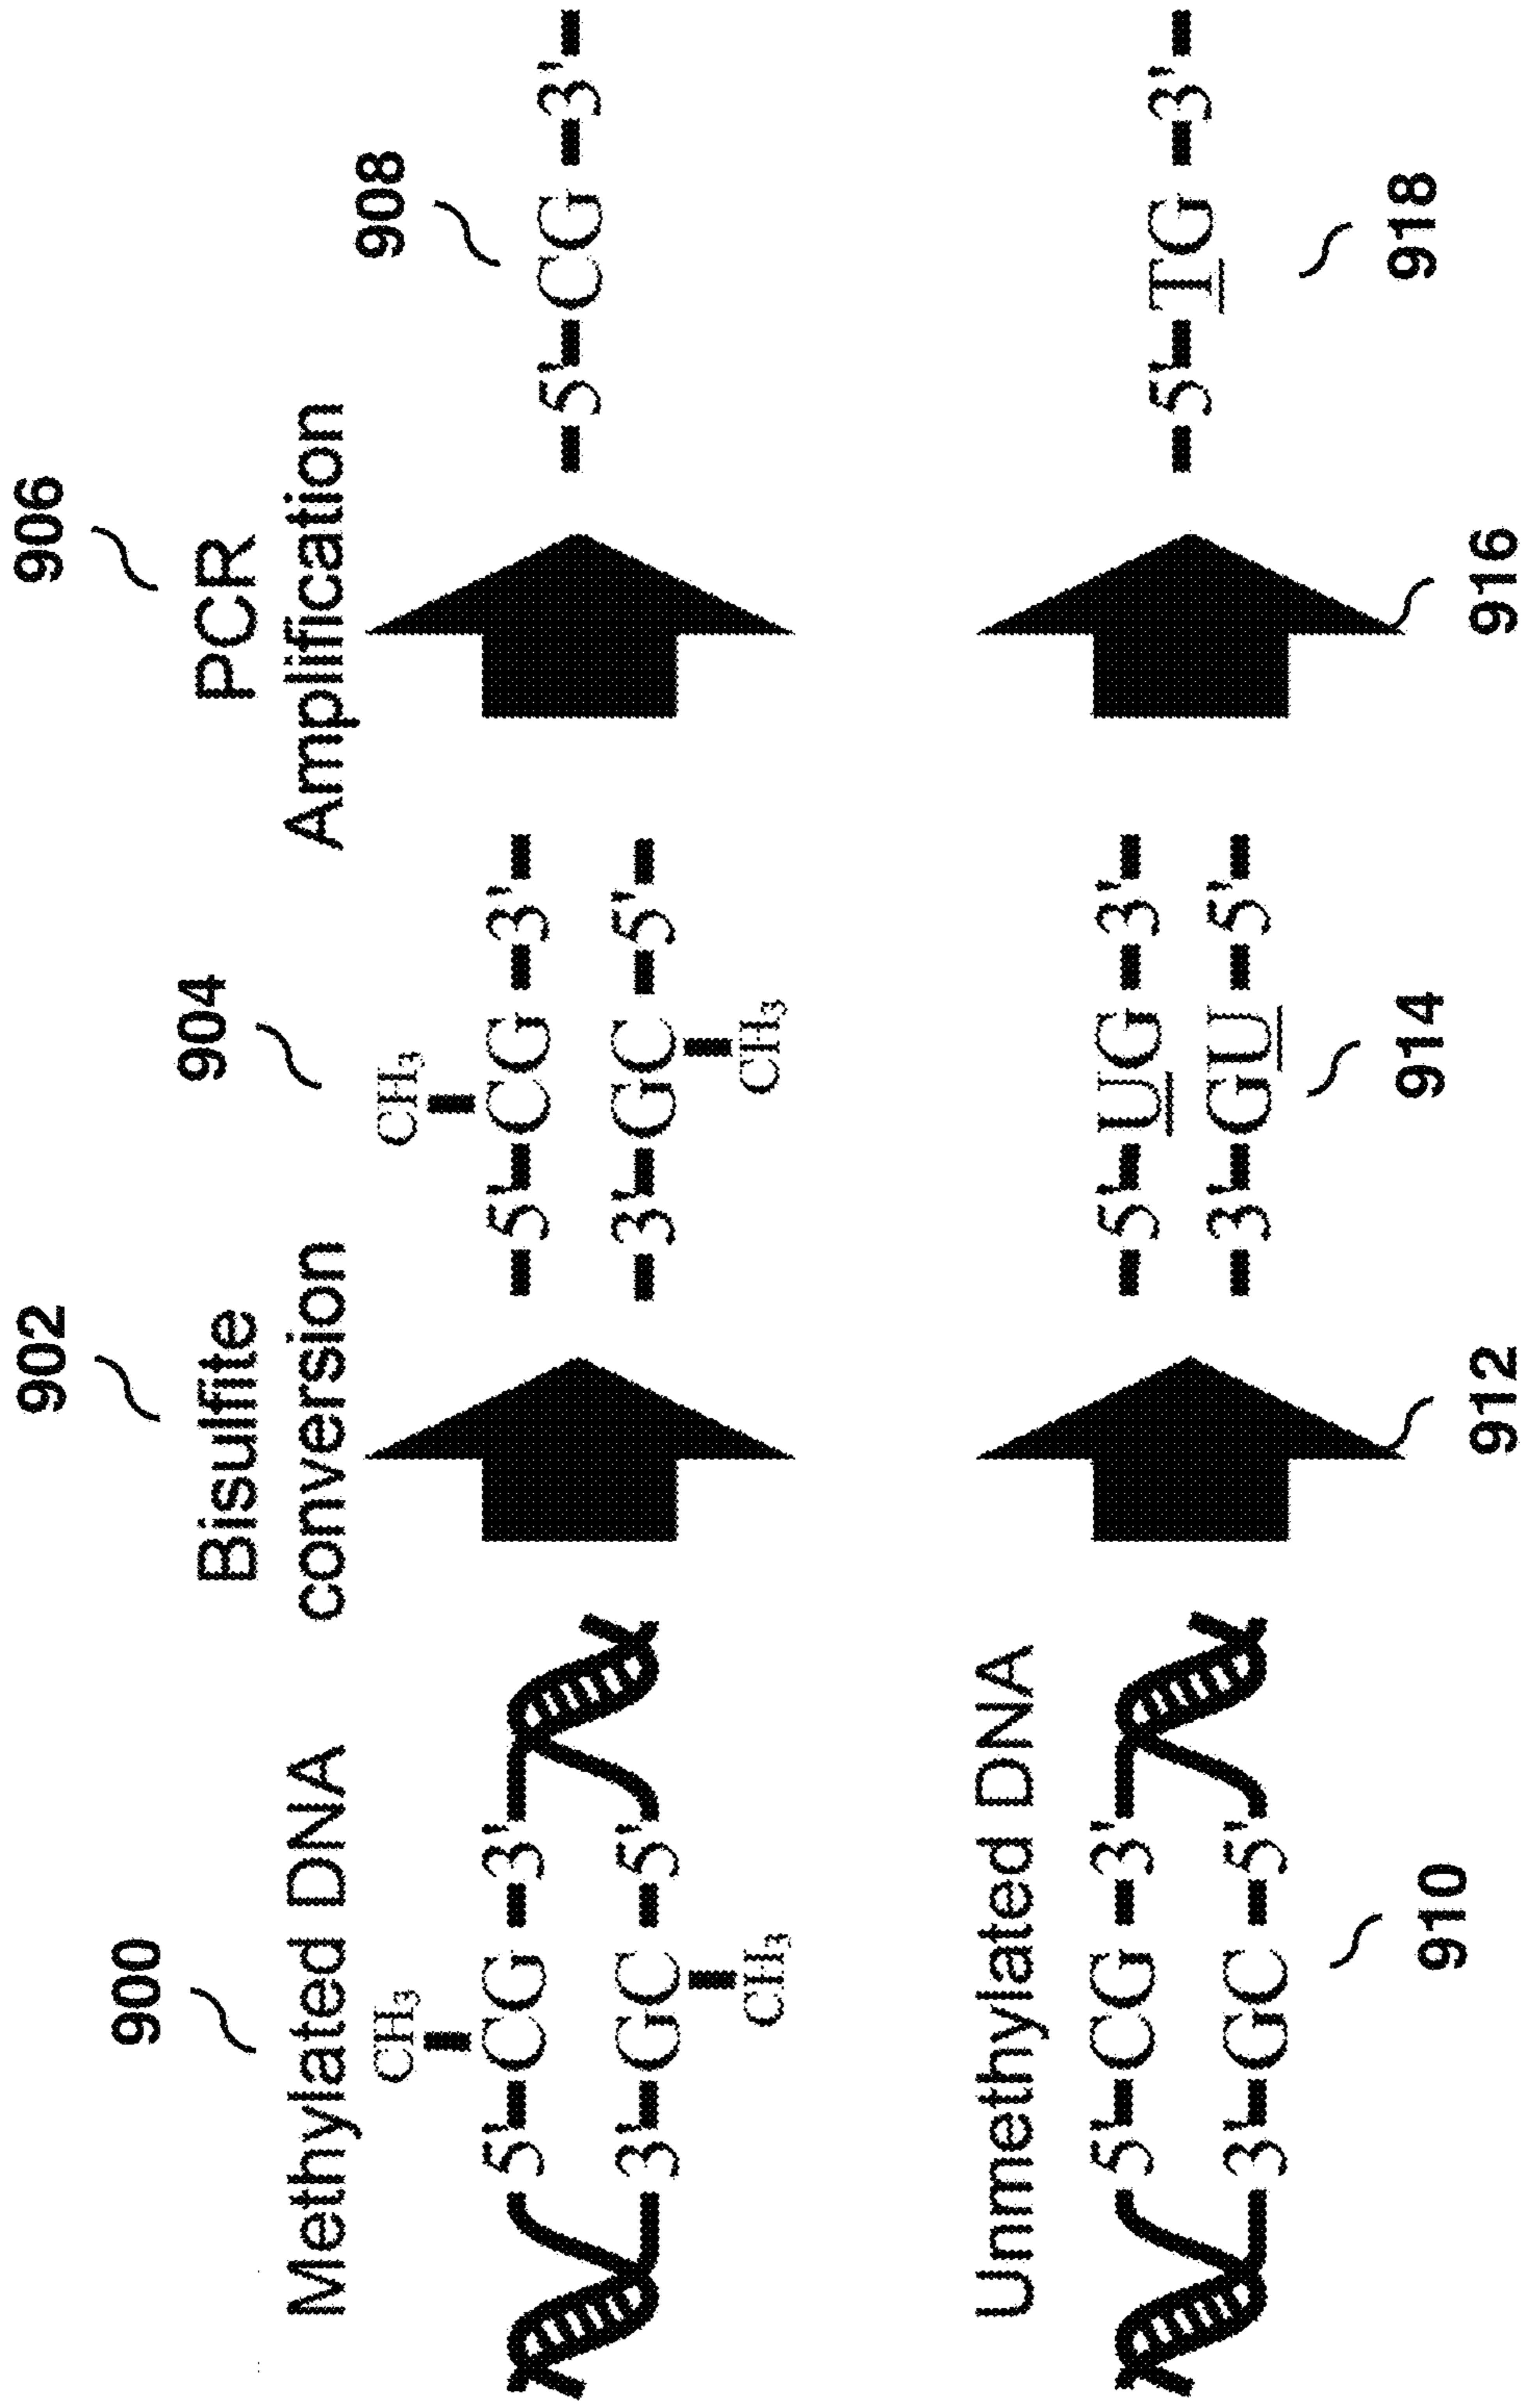 900
902
906
Methylated DNA
Bisulfite
conversion
PCR
Amplification
904
908
CH3
CH3
5'
CG
3'
5'
CG
3'
5'
CG
3'
3'
GC
5'
3'
GC
5'
CH3
CH3
Unmethylated DNA
5'
CG
3'
5'
UG
3'
5'
TG
3'
3'
GC
5'
3'
GU
5'
910
912
914
916
918